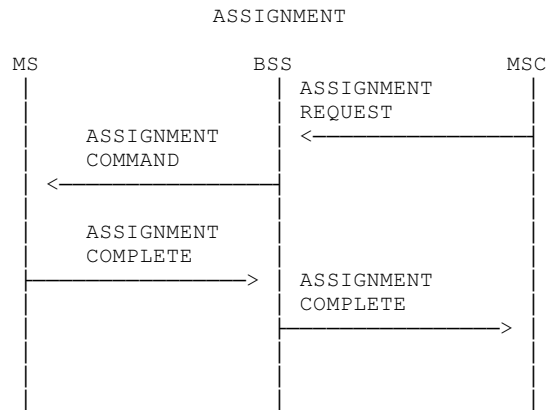 ASSIGNMENT
MS BSS MSC
ASSIGNMENT
REQUEST
ASSIGNMENT
COMMAND
ASSIGNMENT
COMPLETE
ASSIGNMENT
COMPLETE